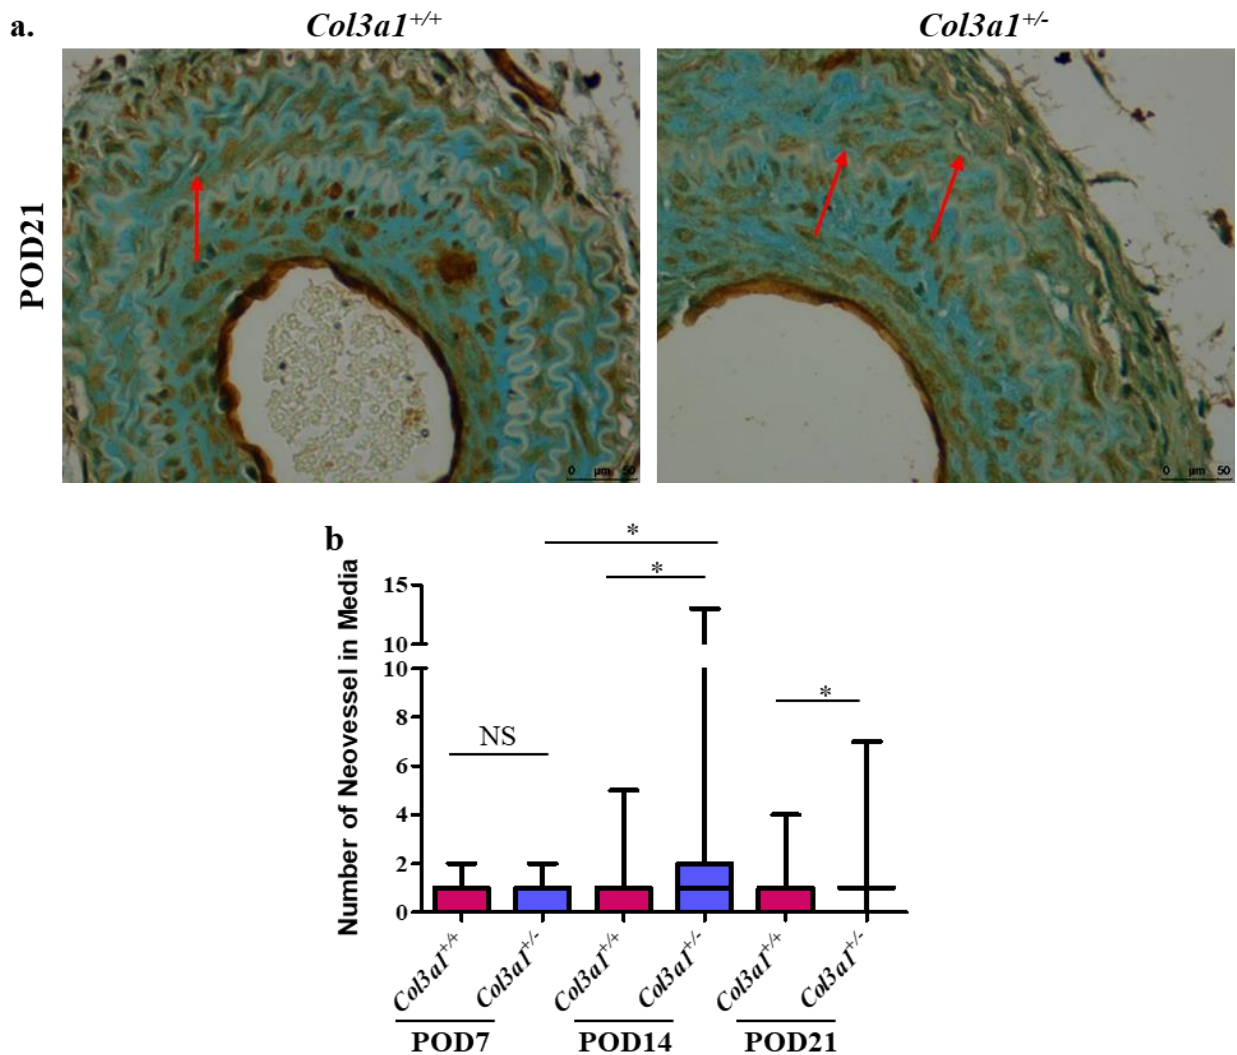 a.
Col3a1+/+
Col3a1+/-
POD21
0 µm 50
0 µm 50
b
*
*
*
NS
Number of Neovessel in Media
15
10
10
8
6
4
2
0
Col3a1+/+
Col3a1+/-
Col3a1+/+
Col3a1+/-
Col3a1+/+
Col3a1+/-
POD7
POD14
POD21